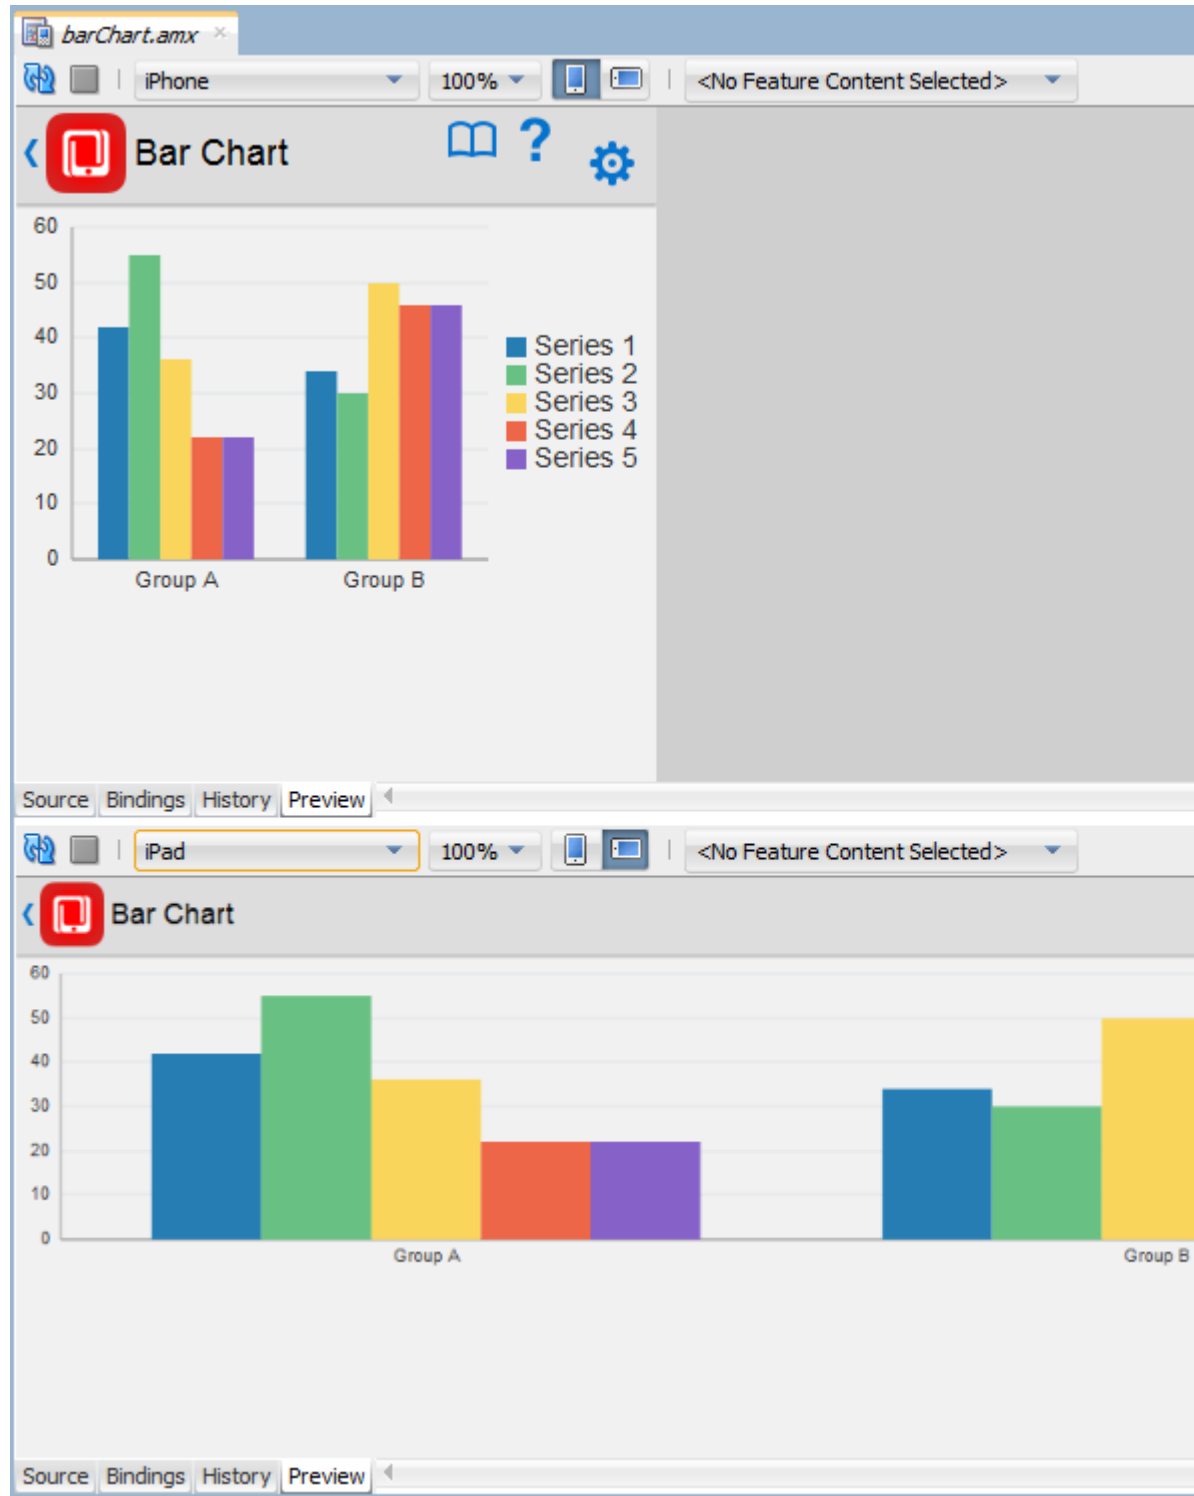 barChart.amx
iPhone 100% <No Feature Content Selected>
Bar Chart ?
60
50
40
30
20
10
0
Group A Group B
Series 1
Series 2
Series 3
Series 4
Series 5
Source Bindings History Preview
iPad 100% <No Feature Content Selected>
Bar Chart
60
50
40
30
20
10
0
Group A Group B
Source Bindings History Preview